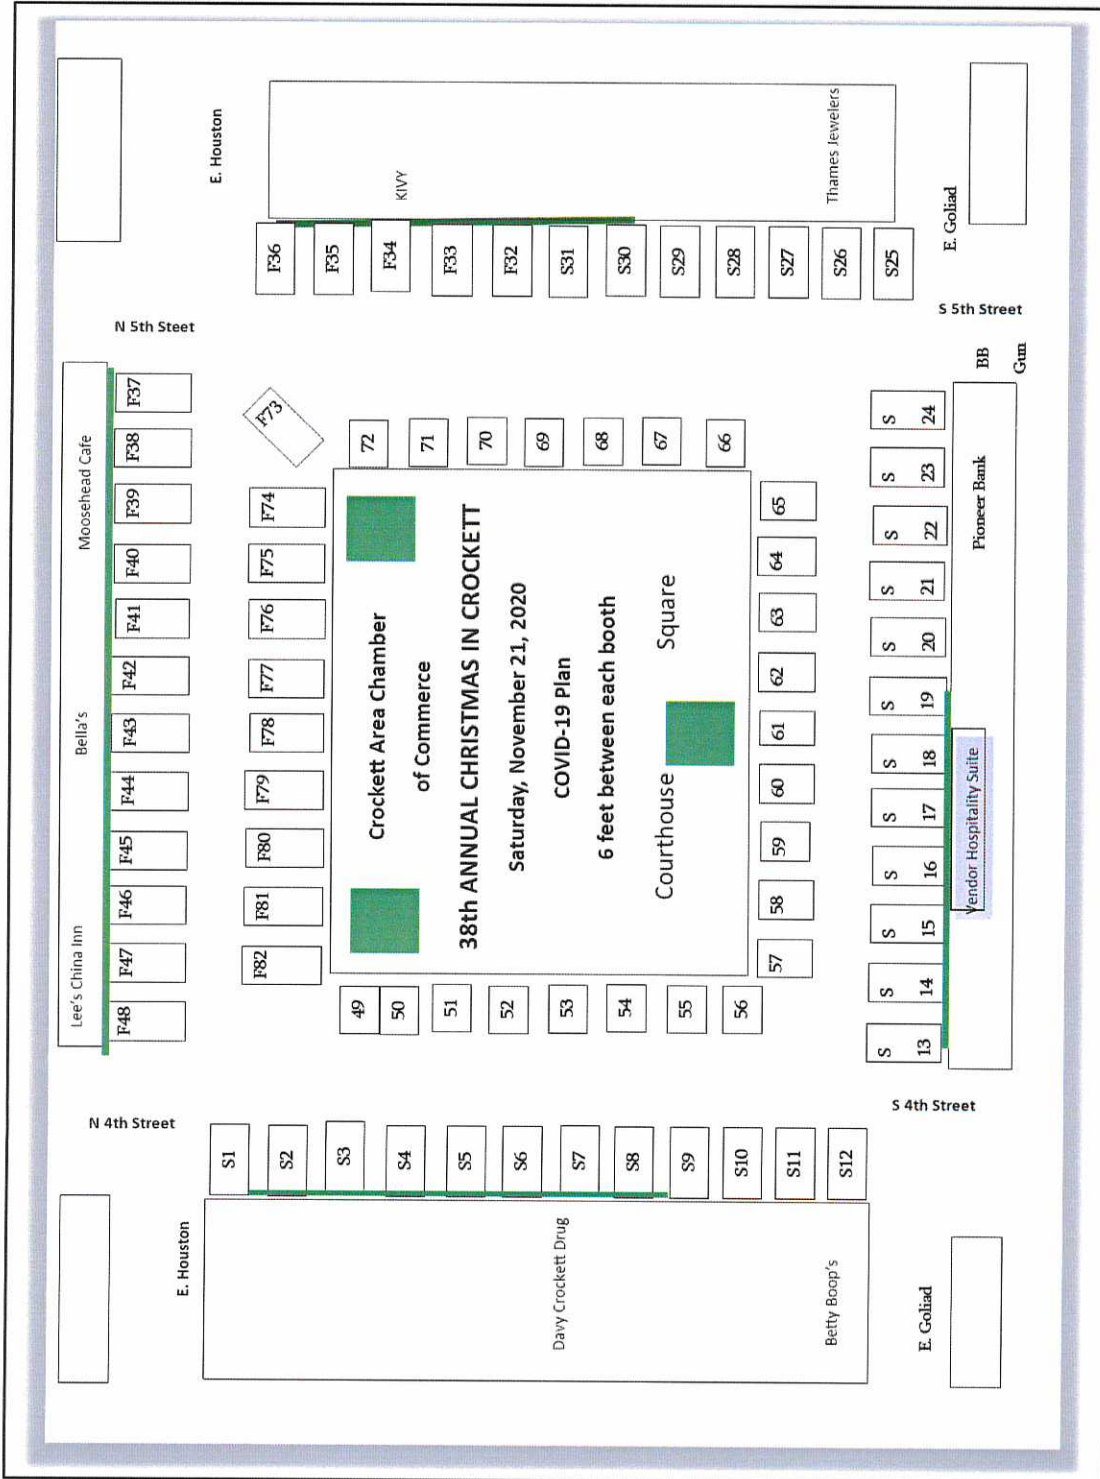 Lee's China Inn
Bella's
Moosehead Cafe
N 4th Street
F48
F47
F46
F45
F44
F43
F42
F41
F40
F39
F38
F37
N 5th Steet
E. Houston
E. Houston
S1
S2
S3
S4
S5
S6
S7
S8
S9
S10
S11
S12
Davy Crockett Drug
Betty Boop's
F82
F81
F80
F79
F78
F77
F76
F75
F74
F73
49
50
51
52
53
54
55
56
Crockett Area Chamber
of Commerce
38th ANNUAL CHRISTMAS IN CROCKETT
Saturday, November 21, 2020
COVID-19 Plan
6 feet between each booth
Courthouse Square
72
71
70
69
68
67
66
57
58
59
60
61
62
63
64
65
F36
F35
F34
F33
F32
S31
S30
S29
S28
S27
S26
S25
KIVY
Thames Jewelers
S 4th Street
S 13
S 14
S 15
S 16
S 17
S 18
S 19
S 20
S 21
S 22
S 23
S 24
S 5th Street
E. Goliad
E. Goliad
Vendor Hospitality Suite
Pioneer Bank
BB
Gun